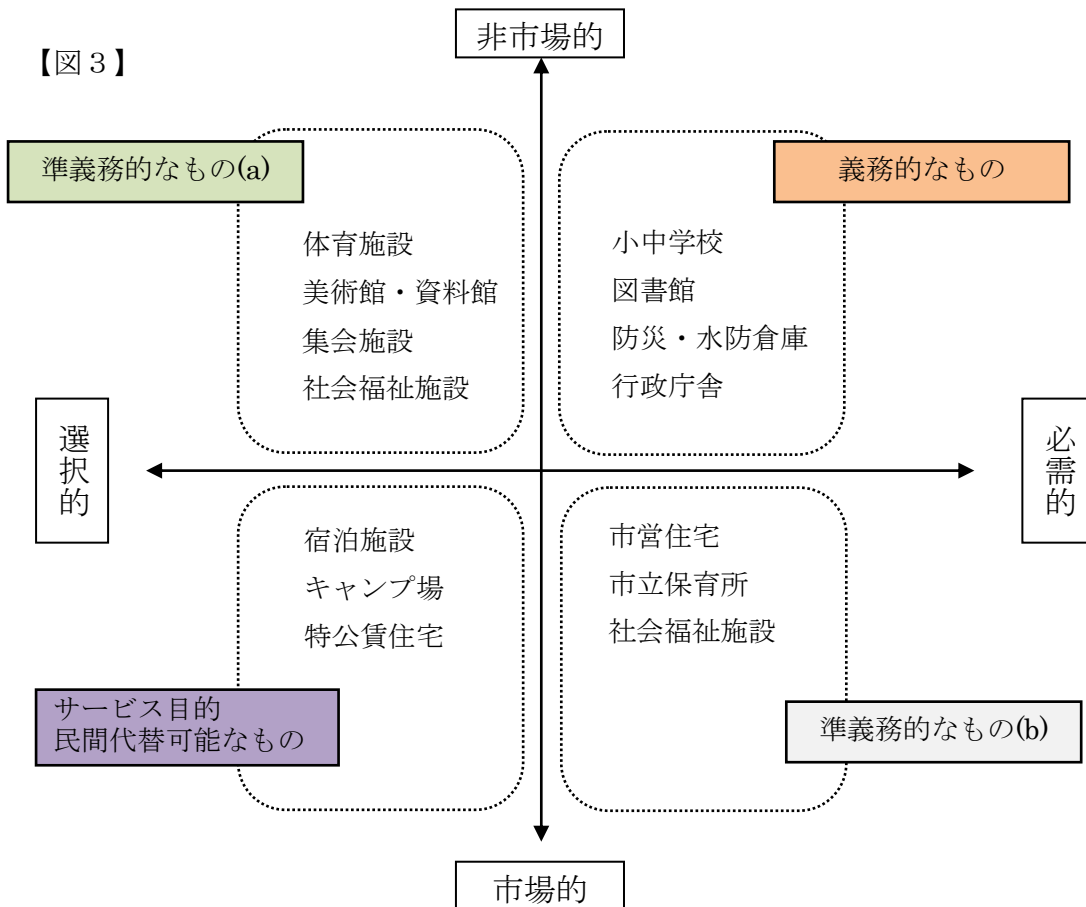 非市場的
【図３】
準義務的なもの(a)
義務的なもの
体育施設
美術館・資料館
集会施設
社会福祉施設
小中学校
図書館
防災・水防倉庫
行政庁舎
選択的
必需的
宿泊施設
キャンプ場
特公賃住宅
市営住宅
市立保育所
社会福祉施設
サービス目的
民間代替可能なもの
準義務的なもの(b)
市場的